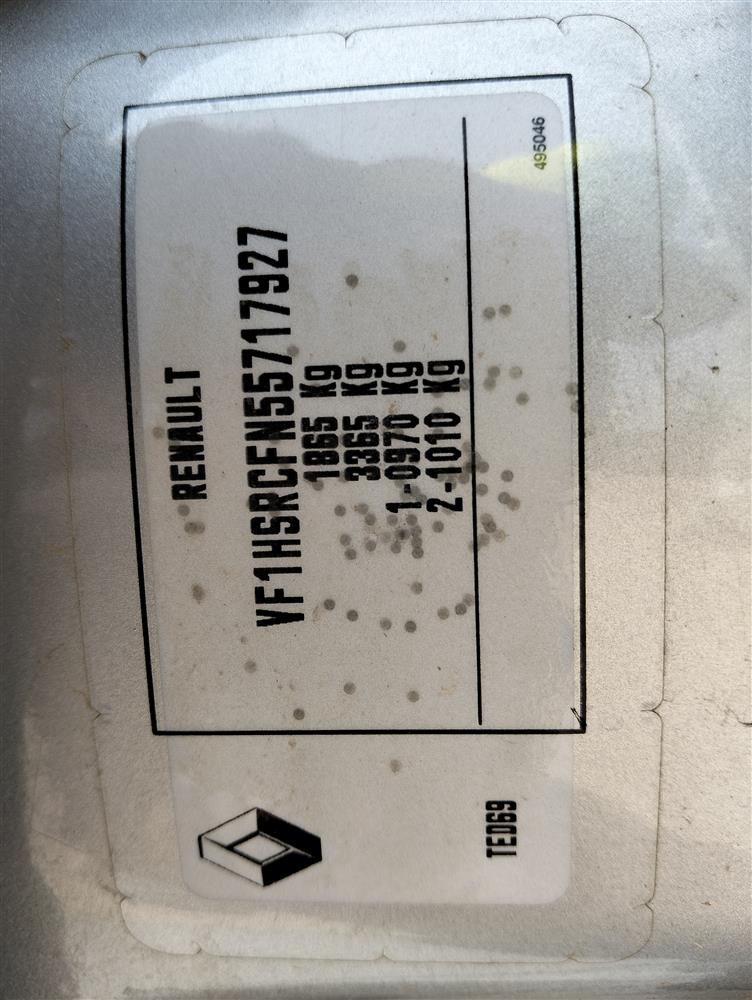 RENAULT
VF1HSRCFN55717927
1865 Kg
3365 Kg
1-0970 Kg
2-1010 Kg
495046
TED69